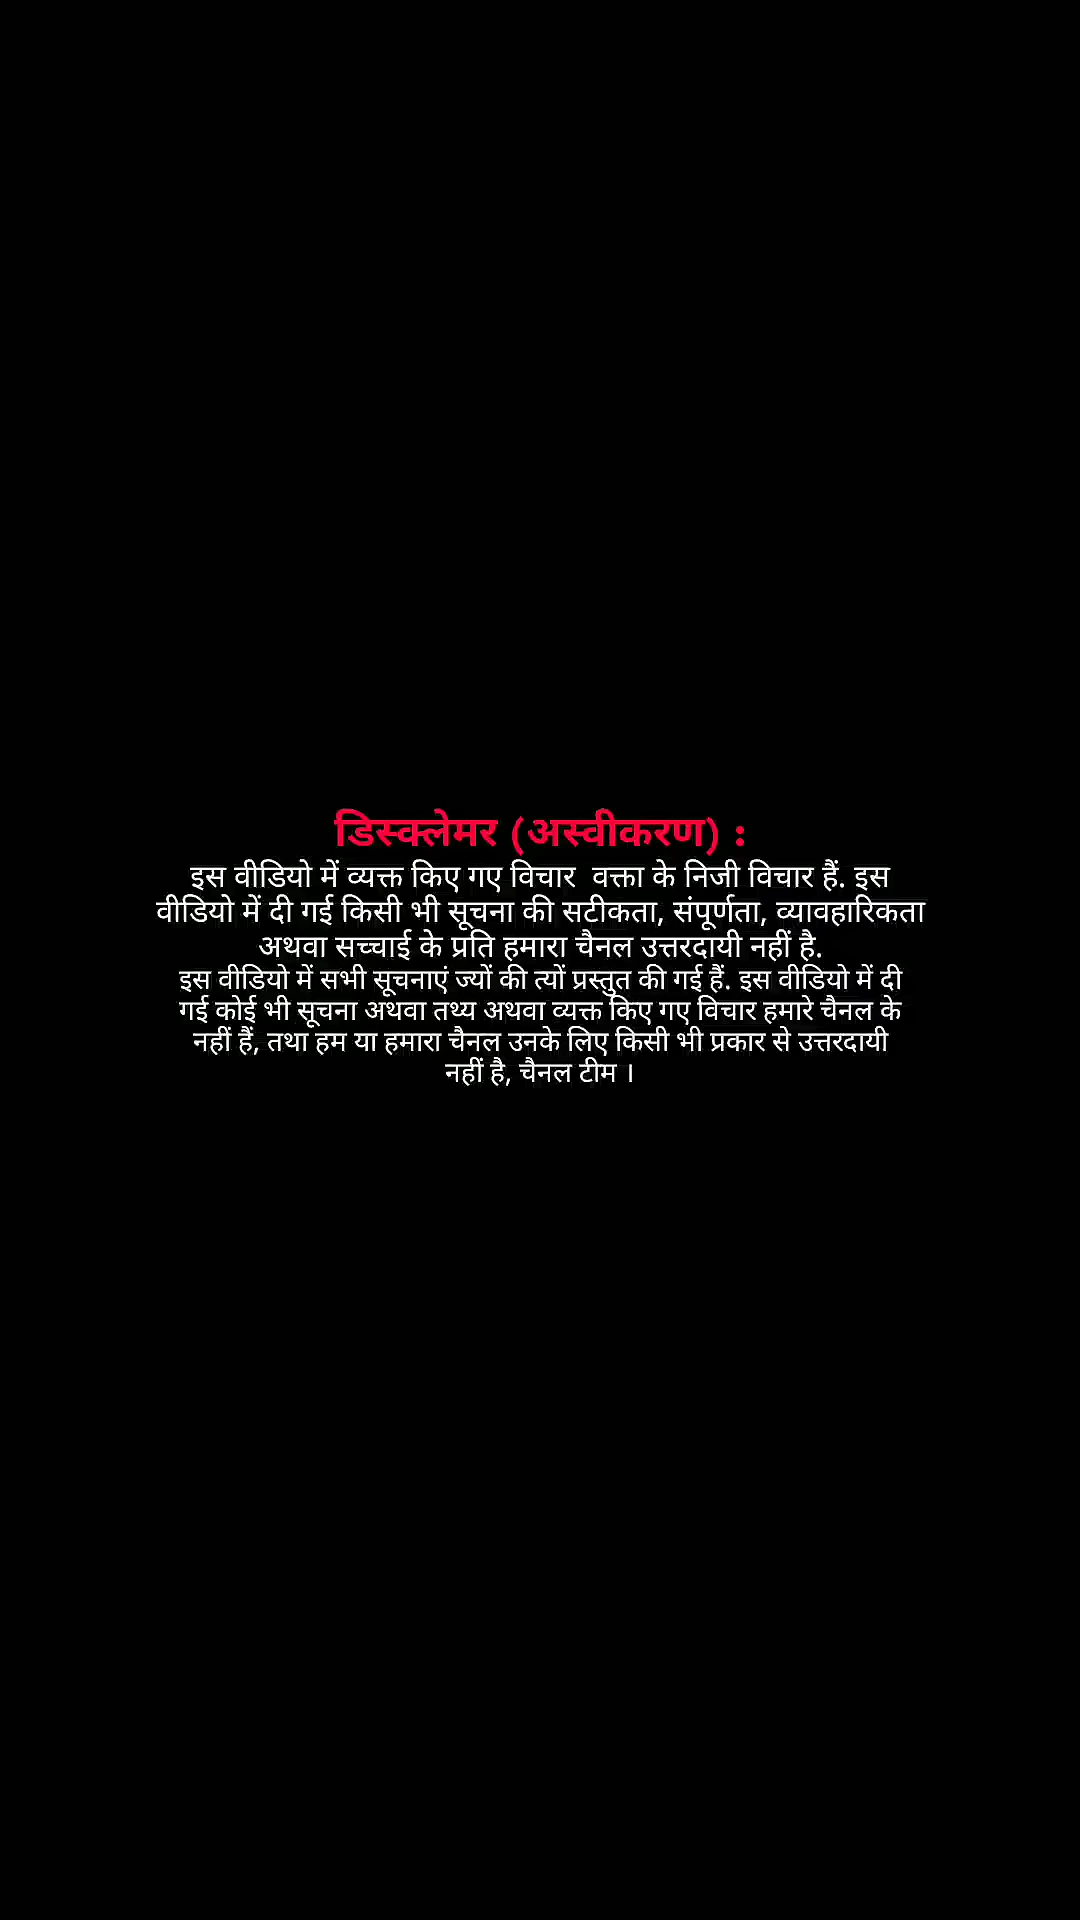 डिस्क्लेमर (अस्वीकरण) :
इस वीडियो में व्यक्त किए गए विचार  वक्ता के निजी विचार हैं. इस
वीडियो में दी गई किसी भी सूचना की सटीकता, संपूर्णता, व्यावहारिकता
अथवा सच्चाई के प्रति हमारा चैनल उत्तरदायी नहीं है.
इस वीडियो में सभी सूचनाएं ज्यों की त्यों प्रस्तुत की गई हैं. इस वीडियो में दी
गई कोई भी सूचना अथवा तथ्य अथवा व्यक्त किए गए विचार हमारे चैनल के
नहीं हैं, तथा हम या हमारा चैनल उनके लिए किसी भी प्रकार से उत्तरदायी
नहीं है, चैनल टीम ।